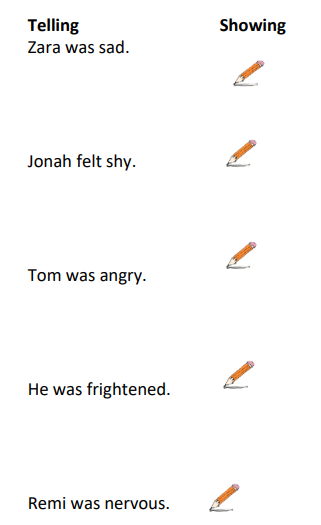 Telling Showing
Zara was sad.
Jonah felt shy.
Tom was angry.
He was frightened.
Remi was nervous.